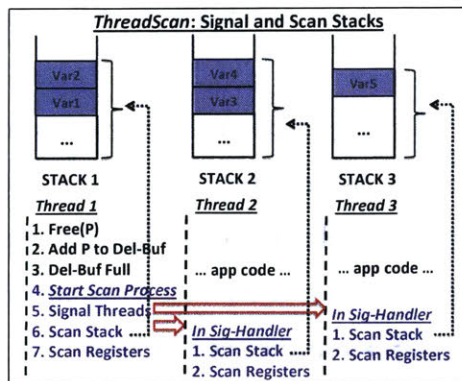 ThreadScan: Signal and Scan Stacks
Var2
Var1
...
STACK 1
Var4
Var3
...
STACK 2
Var5
...
STACK 3
Thread 1
1. Free(P)
2. Add P to Del-Buf
3. Del-Buf Full
4. Start Scan Process
5. Signal Threads
6. Scan Stack
7. Scan Registers
Thread 2
... app code ...
In Sig-Handler
1. Scan Stack
2. Scan Registers
Thread 3
... app code ...
In Sig-Handler
1. Scan Stack
2. Scan Registers